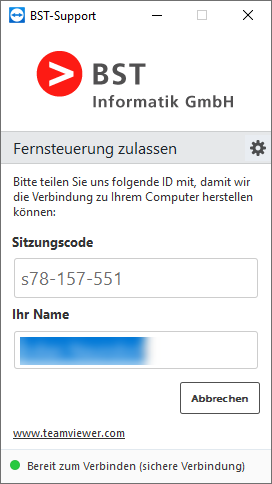 BST-Support
BST
Informatik GmbH
Fernsteuerung zulassen
Bitte teilen Sie uns folgende ID mit, damit wir
die Verbindung zu Ihrem Computer herstellen
können:
Sitzungscode
s78-157-551
Ihr Name
Abbrechen
www.teamviewer.com
Bereit zum Verbinden (sichere Verbindung)